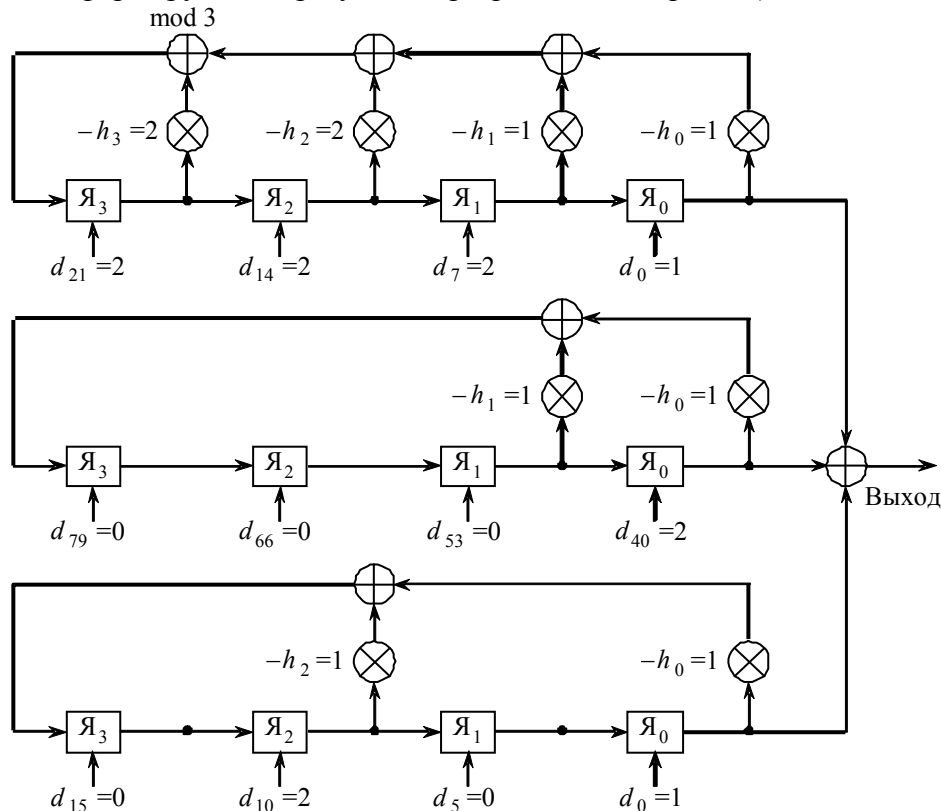 mod 3
−h3=2 −h2=2 −h1=1 −h0=1
Я3 Я2 Я1 Я0
d21=2 d14=2 d7=2 d0=1
−h1=1 −h0=1
Я3 Я2 Я1 Я0
Выход
d79=0 d66=0 d53=0 d40=2
−h2=1 −h0=1
Я3 Я2 Я1 Я0
d15=0 d10=2 d5=0 d0=1